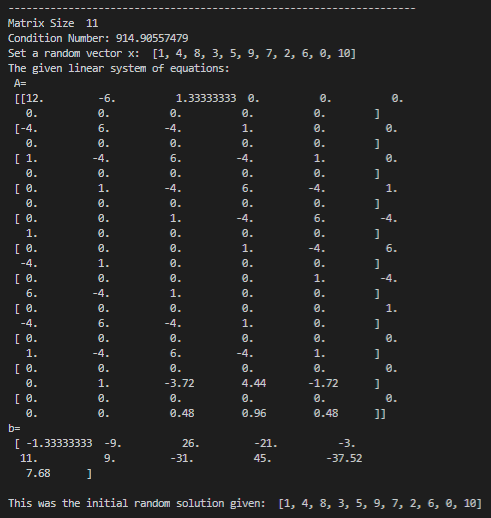 ----------------------------------------------------------------
Matrix Size  11
Condition Number: 914.90557479
Set a random vector x:  [1, 4, 8, 3, 5, 9, 7, 2, 6, 0, 10]
The given linear system of equations:
 A=
 [[12.         -6.          1.33333333  0.          0.          0.
   0.          0.          0.          0.          0.        ]
 [-4.          6.         -4.          1.          0.          0.
   0.          0.          0.          0.          0.        ]
 [ 1.         -4.          6.         -4.          1.          0.
   0.          0.          0.          0.          0.        ]
 [ 0.          1.         -4.          6.         -4.          1.
   0.          0.          0.          0.          0.        ]
 [ 0.          0.          1.         -4.          6.         -4.
   1.          0.          0.          0.          0.        ]
 [ 0.          0.          0.          1.         -4.          6.
  -4.          1.          0.          0.          0.        ]
 [ 0.          0.          0.          0.          1.         -4.
   6.         -4.          1.          0.          0.        ]
 [ 0.          0.          0.          0.          0.          1.
  -4.          6.         -4.          1.          0.        ]
 [ 0.          0.          0.          0.          0.          0.
   1.         -4.          6.         -4.          1.        ]
 [ 0.          0.          0.          0.          0.          0.
   0.          1.         -3.72        4.44       -1.72      ]
 [ 0.          0.          0.          0.          0.          0.
   0.          0.          0.48        0.96        0.48      ]]
b=
 [ -1.33333333  -9.          26.         -21.          -3.
  11.           9.         -31.          45.         -37.52
   7.68      ]
This was the initial random solution given:  [1, 4, 8, 3, 5, 9, 7, 2, 6, 0, 10]